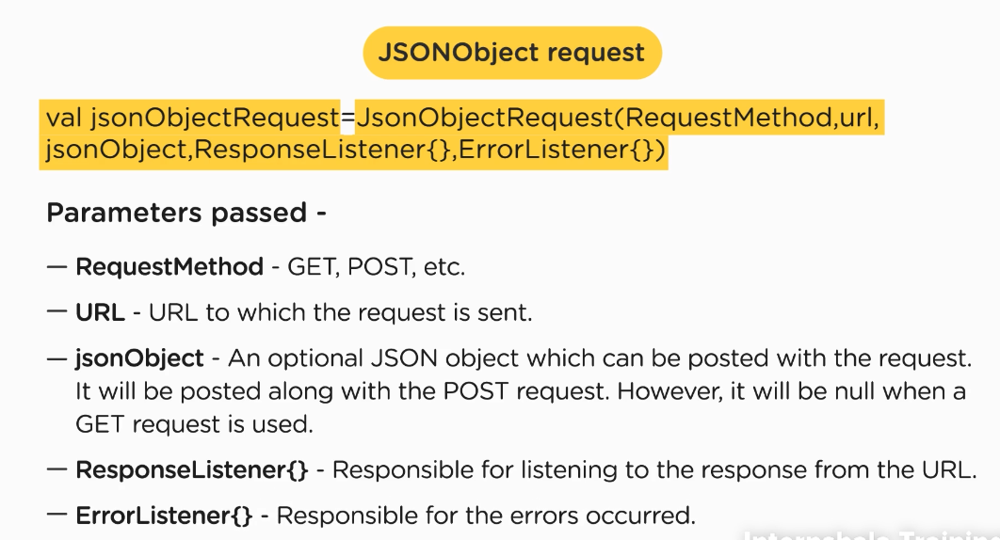 JSONObject request
val jsonObjectRequest=JsonObjectRequest(RequestMethod,url,
jsonObject,ResponseListener{},ErrorListener{})
Parameters passed -
— RequestMethod - GET, POST, etc.
— URL - URL to which the request is sent.
— jsonObject - An optional JSON object which can be posted with the request.
It will be posted along with the POST request. However, it will be null when a
GET request is used.
— ResponseListener{} - Responsible for listening to the response from the URL.
— ErrorListener{} - Responsible for the errors occurred.